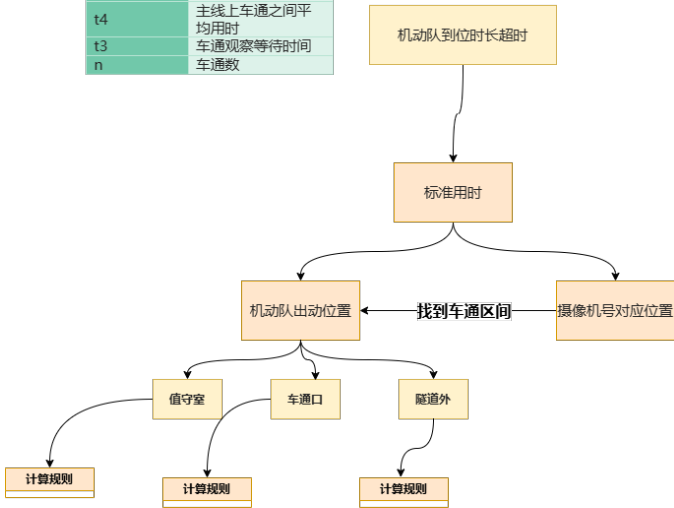 t4
主线上车通之间平
均用时
t3
车通观察等待时间
n
车通数
机动队到位时长超时
标准用时
机动队出动位置
找到车通区间
摄像机号对应位置
值守室
车通口
隧道外
计算规则
计算规则
计算规则